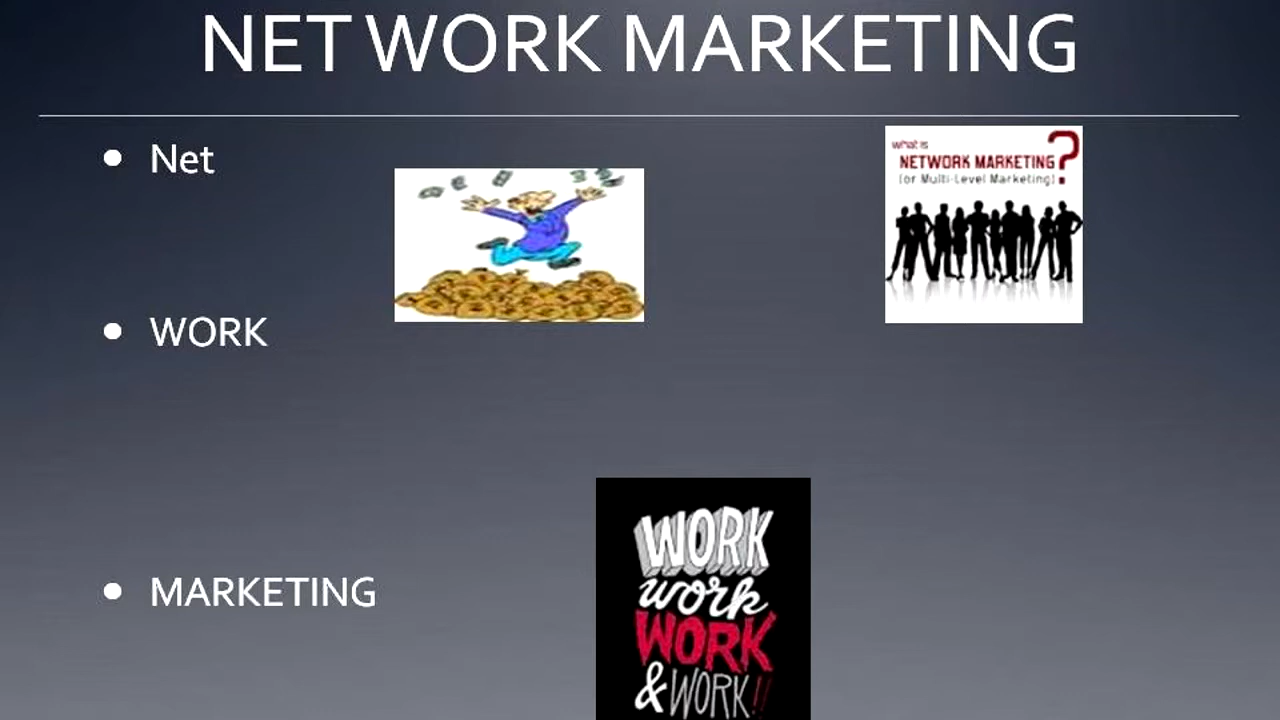 NET WORK MARKETING
• Net
what is
NETWORK MARKETING?
(or Multi-Level Marketing)
• WORK
• MARKETING
WORK
work
WORK
& WORK!!